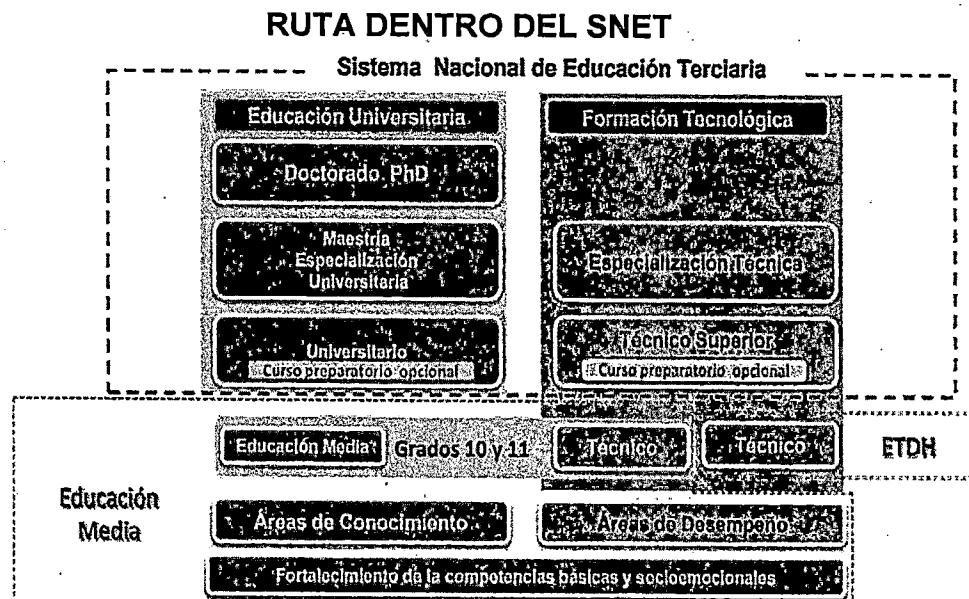 RUTA DENTRO DEL SNET
Sistema Nacional de Educación Terciaria
Educación Universitaria
Formación Tecnológica
Doctorado PhD
Maestría
Especialización
Universitaria
Especialización Técnica
Universitario
Curso preparatorio opcional
Técnico Superior
Curso preparatorio opcional
Educación Media
Grados 10 y 11
Técnico
Técnico
ETDH
Educación
Media
Áreas de Conocimiento
Áreas de Desempeño
Fortalecimiento de la competencias básicas y socioemocionales